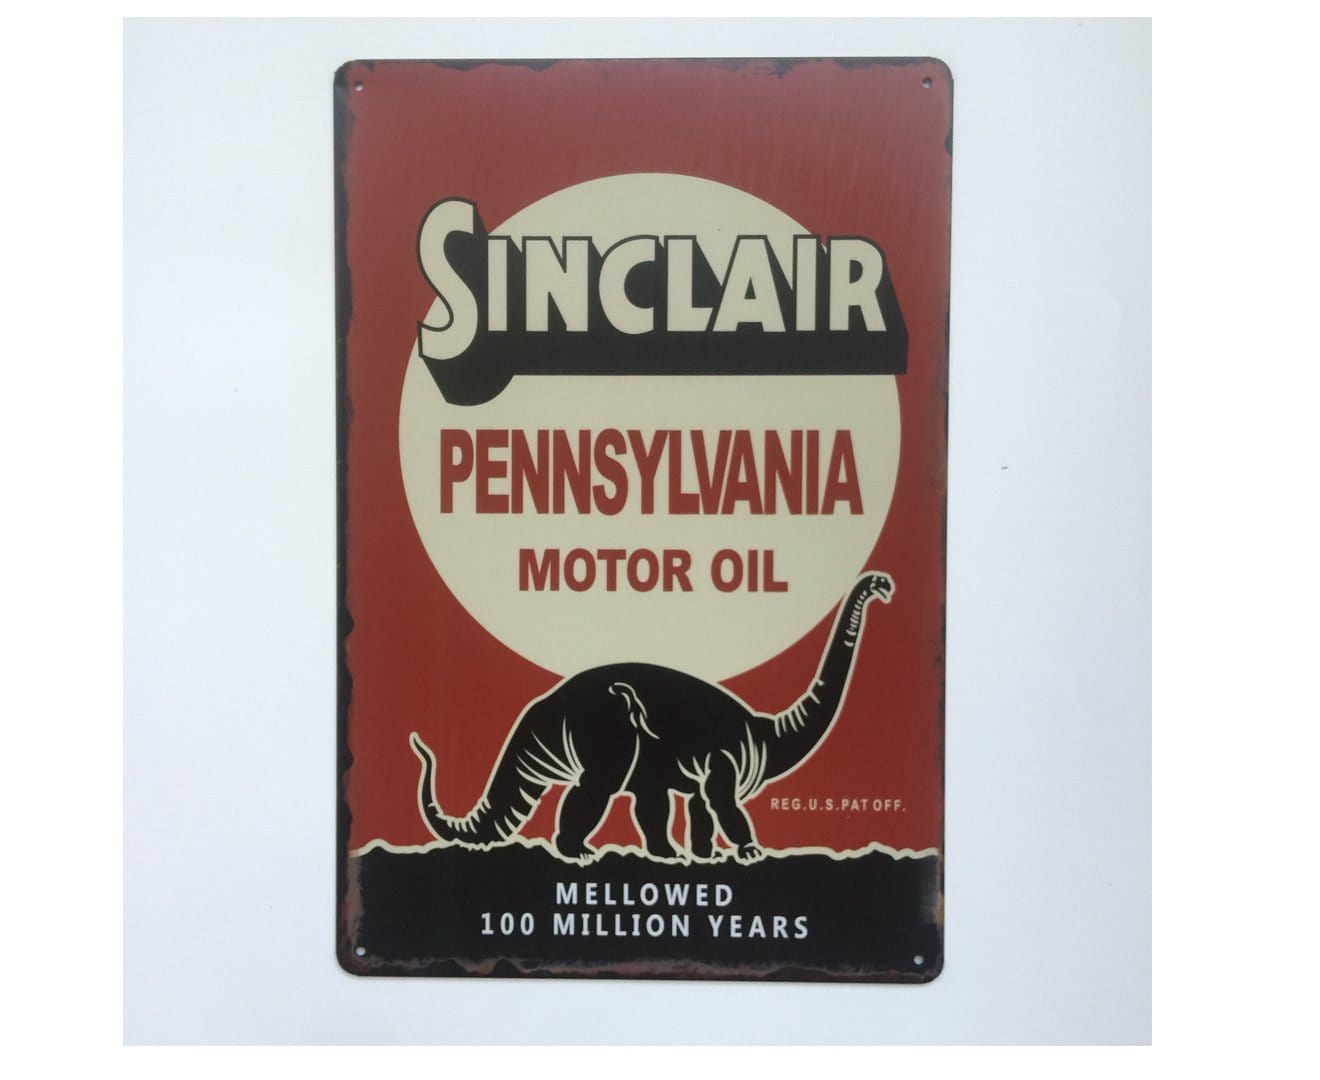 SINCLAIR
PENNSYLVANIA
MOTOR OIL
REG.U.S.PAT OFF.
MELLOWED
100 MILLION YEARS